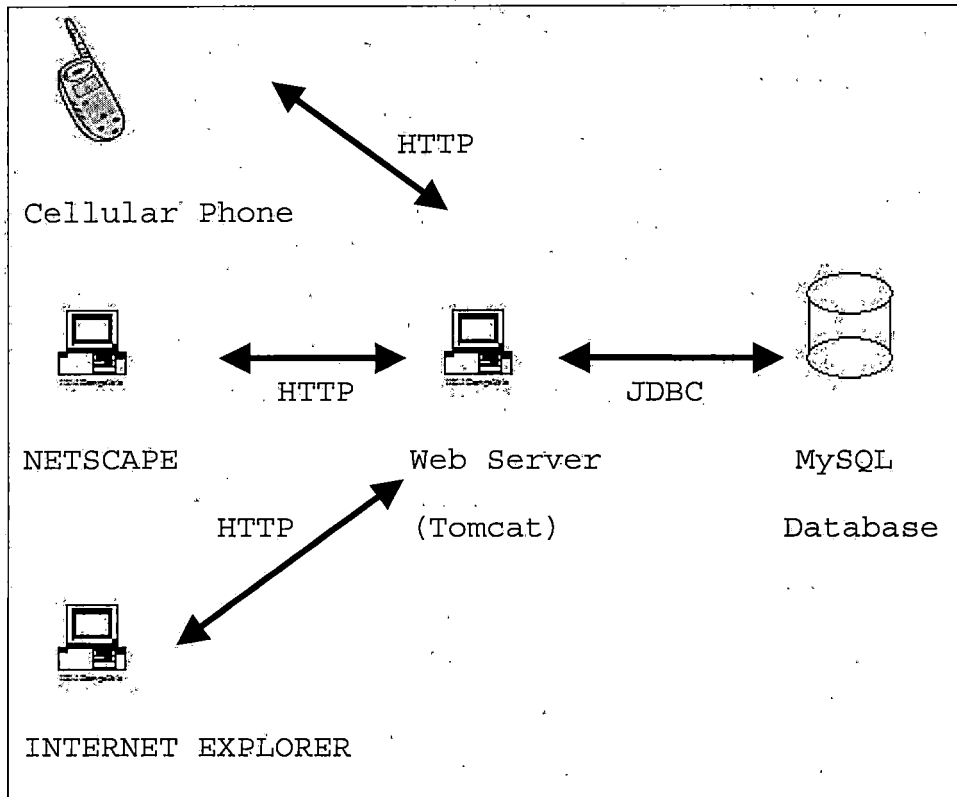 HTTP
Cellular Phone
HTTP
JDBC
NETSCAPE
Web Server
MySQL
HTTP
(Tomcat)
Database
INTERNET EXPLORER